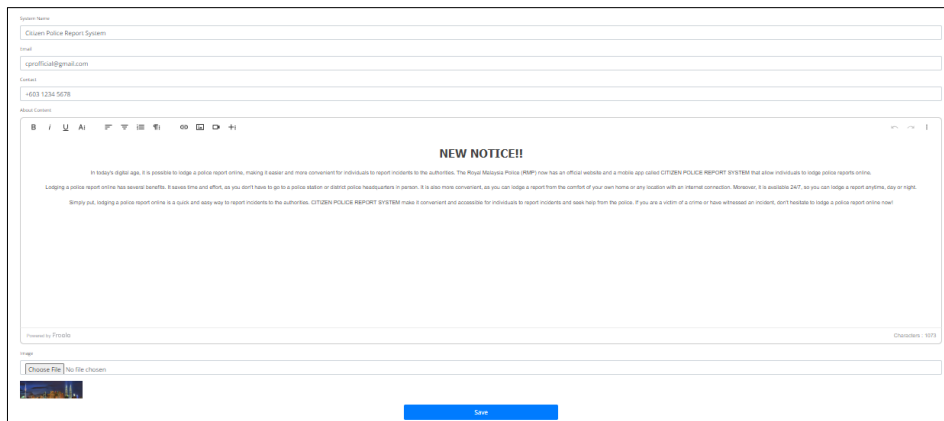 System Name
Citizen Police Report System
Email
cprofficial@gmail.com
Contact
+603 1234 5678
About Content
B I U A
NEW NOTICE!!
In today's digital age, it is possible to lodge a police report online, making it easier and more convenient for individuals to report incidents to the authorities. The Royal Malaysia Police (RMP) now has an official website and a mobile app called CITIZEN POLICE REPORT SYSTEM that allow individuals to lodge police reports online.
Lodging a police report online has several benefits. It saves time and effort, as you don't have to go to a police station or district police headquarters in person. It is also more convenient, as you can lodge a report from the comfort of your own home or any location with an internet connection. Moreover, it is available 24/7, so you can lodge a report anytime, day or night.
Simply put, lodging a police report online is a quick and easy way to report incidents to the authorities. CITIZEN POLICE REPORT SYSTEM make it convenient and accessible for individuals to report incidents and seek help from the police. If you are a victim of a crime or have witnessed an incident, don't hesitate to lodge a police report online now!
Powered by Froala
Characters : 1073
Image
Choose File No file chosen
Save